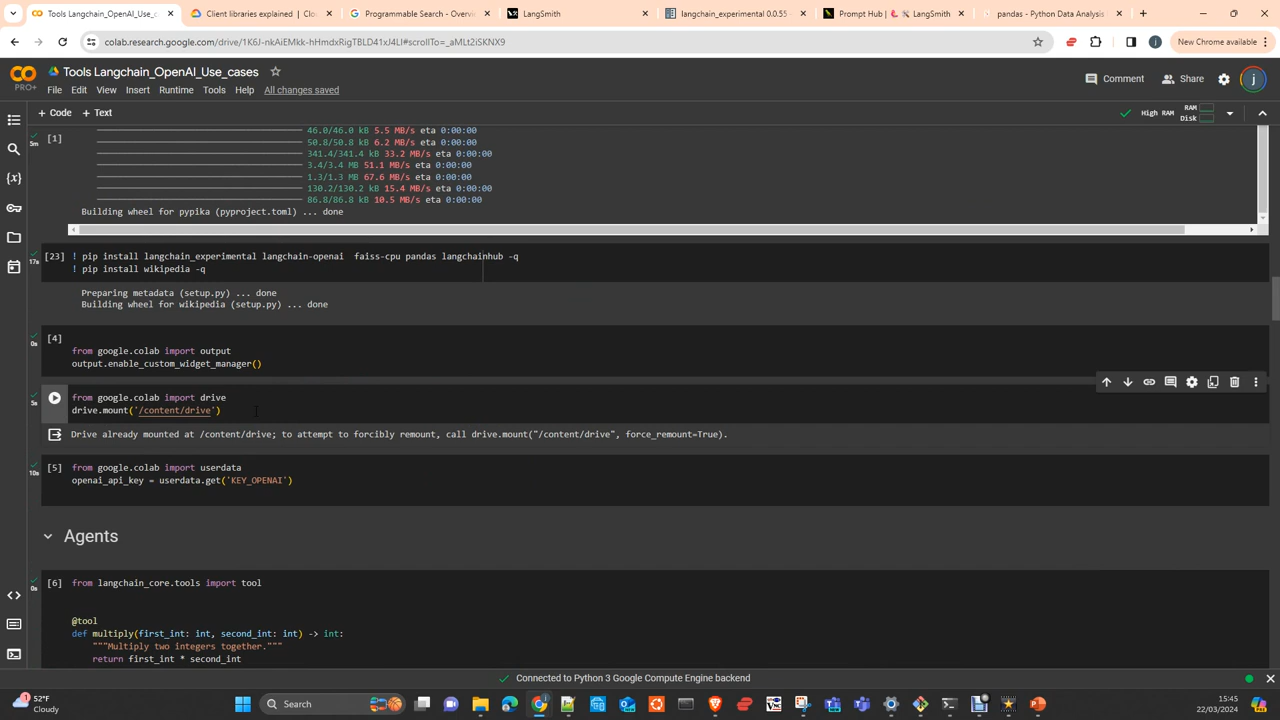 Tools Langchain_OpenAI_Use_cases
Client libraries explained | Clo
Programmable Search - Overvie
LangSmith
langchain_experimental 0.0.55
Prompt Hub | LangSmith
pandas - Python Data Analysis
colab.research.google.com/drive/1K6J-nkAiEMkk-hHmdxRigTBLD41xJ4LI#scrollTo=_aMLt2iSKNX9
New Chrome available
PRO+
Tools Langchain_OpenAI_Use_cases
File Edit View Insert Runtime Tools Help All changes saved
Comment
Share
j
+ Code + Text
High RAM
RAM
Disk
[1]
5m
46.0/46.0 kB 5.5 MB/s eta 0:00:00
50.8/50.8 kB 6.2 MB/s eta 0:00:00
341.4/341.4 kB 33.2 MB/s eta 0:00:00
3.4/3.4 MB 51.1 MB/s eta 0:00:00
1.3/1.3 MB 67.6 MB/s eta 0:00:00
130.2/130.2 kB 15.4 MB/s eta 0:00:00
86.8/86.8 kB 10.5 MB/s eta 0:00:00
Building wheel for pypika (pyproject.toml) ... done
[23] ! pip install langchain_experimental langchain-openai faiss-cpu pandas langchainhub -q
17s
! pip install wikipedia -q
Preparing metadata (setup.py) ... done
Building wheel for wikipedia (setup.py) ... done
[4]
0s
from google.colab import output
output.enable_custom_widget_manager()
from google.colab import drive
5s
drive.mount('/content/drive')
Drive already mounted at /content/drive; to attempt to forcibly remount, call drive.mount("/content/drive", force_remount=True).
[5] from google.colab import userdata
10s
openai_api_key = userdata.get('KEY_OPENAI')
Agents
[6] from langchain_core.tools import tool
0s
@tool
def multiply(first_int: int, second_int: int) -> int:
"""Multiply two integers together."""
return first_int * second_int
Connected to Python 3 Google Compute Engine backend
1
52°F
Cloudy
Search
15:45
22/03/2024